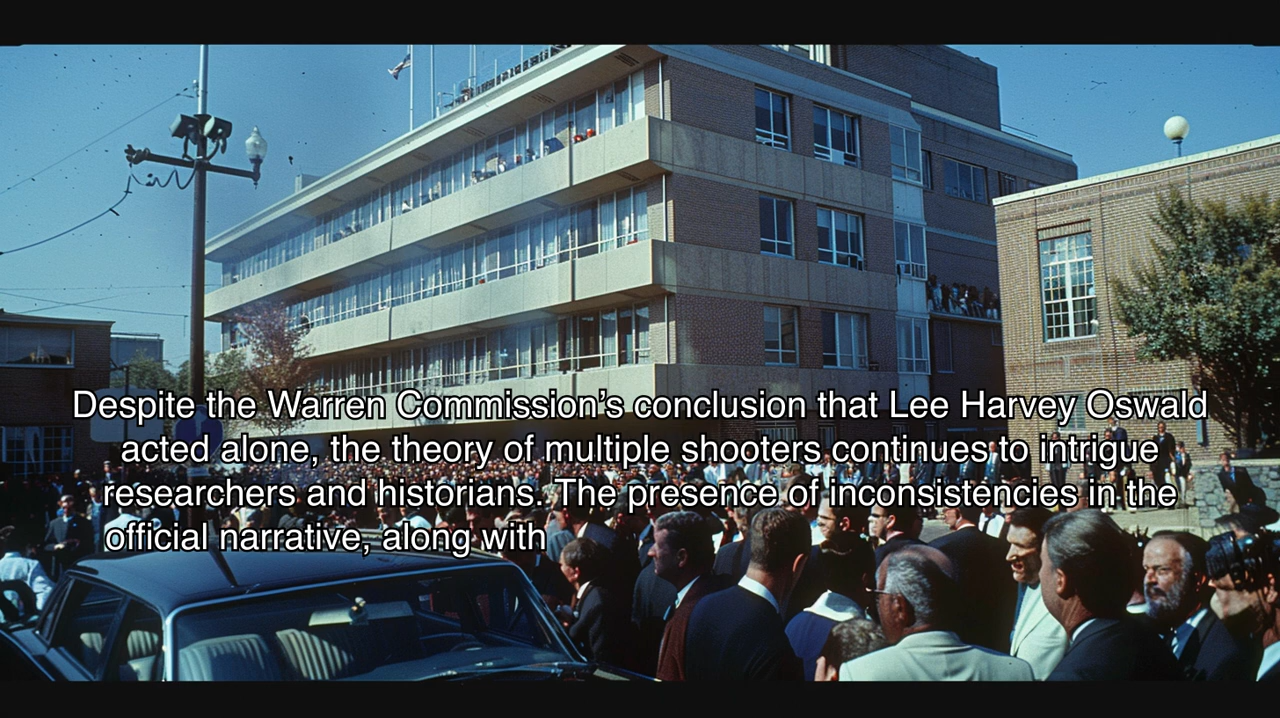 Despite the Warren Commission’s conclusion that Lee Harvey Oswald
acted alone, the theory of multiple shooters continues to intrigue
researchers and historians. The presence of inconsistencies in the
official narrative, along with